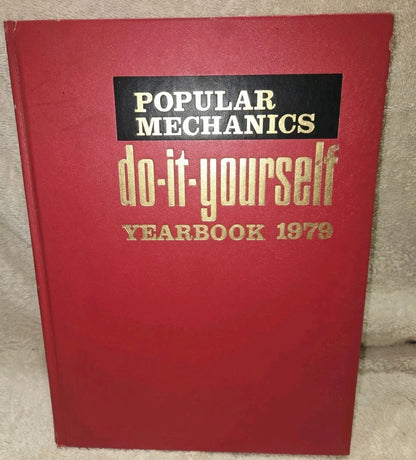 POPULAR
MECHANICS
do-it-yourself
YEARBOOK 1979